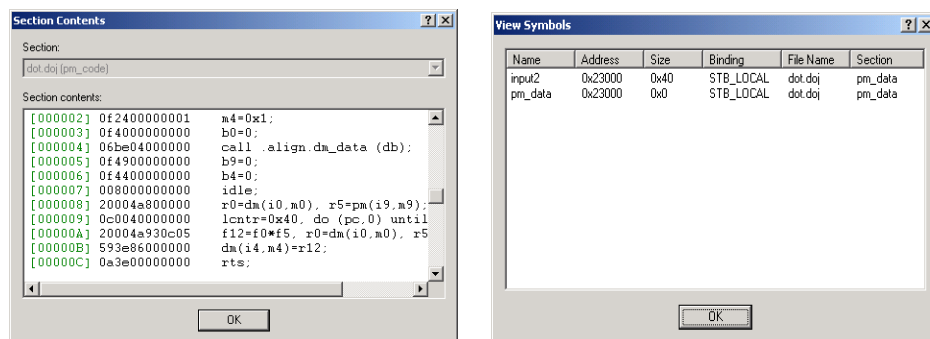 Section Contents
Section:
dot.doj (pm_code)
Section contents:
[000002] 0f2400000001 m4=0x1;
[000003] 0f4000000000 b0=0;
[000004] 06be04000000 call .align.dm_data (db);
[000005] 0f4900000000 b9=0;
[000006] 0f4400000000 b4=0;
[000007] 008000000000 idle;
[000008] 20004a800000 r0=dm(i0,m0), r5=pm(i9,m9);
[000009] 0c0040000000 lcntr=0x40, do (pc,0) until
[00000A] 20004a930c05 f12=f0*f5, r0=dm(i0,m0), r5
[00000B] 593e86000000 dm(i4,m4)=r12;
[00000C] 0a3e00000000 rts;
OK
View Symbols
Name Address Size Binding File Name Section
input2 0x23000 0x40 STB_LOCAL dot.doj pm_data
pm_data 0x23000 0x0 STB_LOCAL dot.doj pm_data
OK